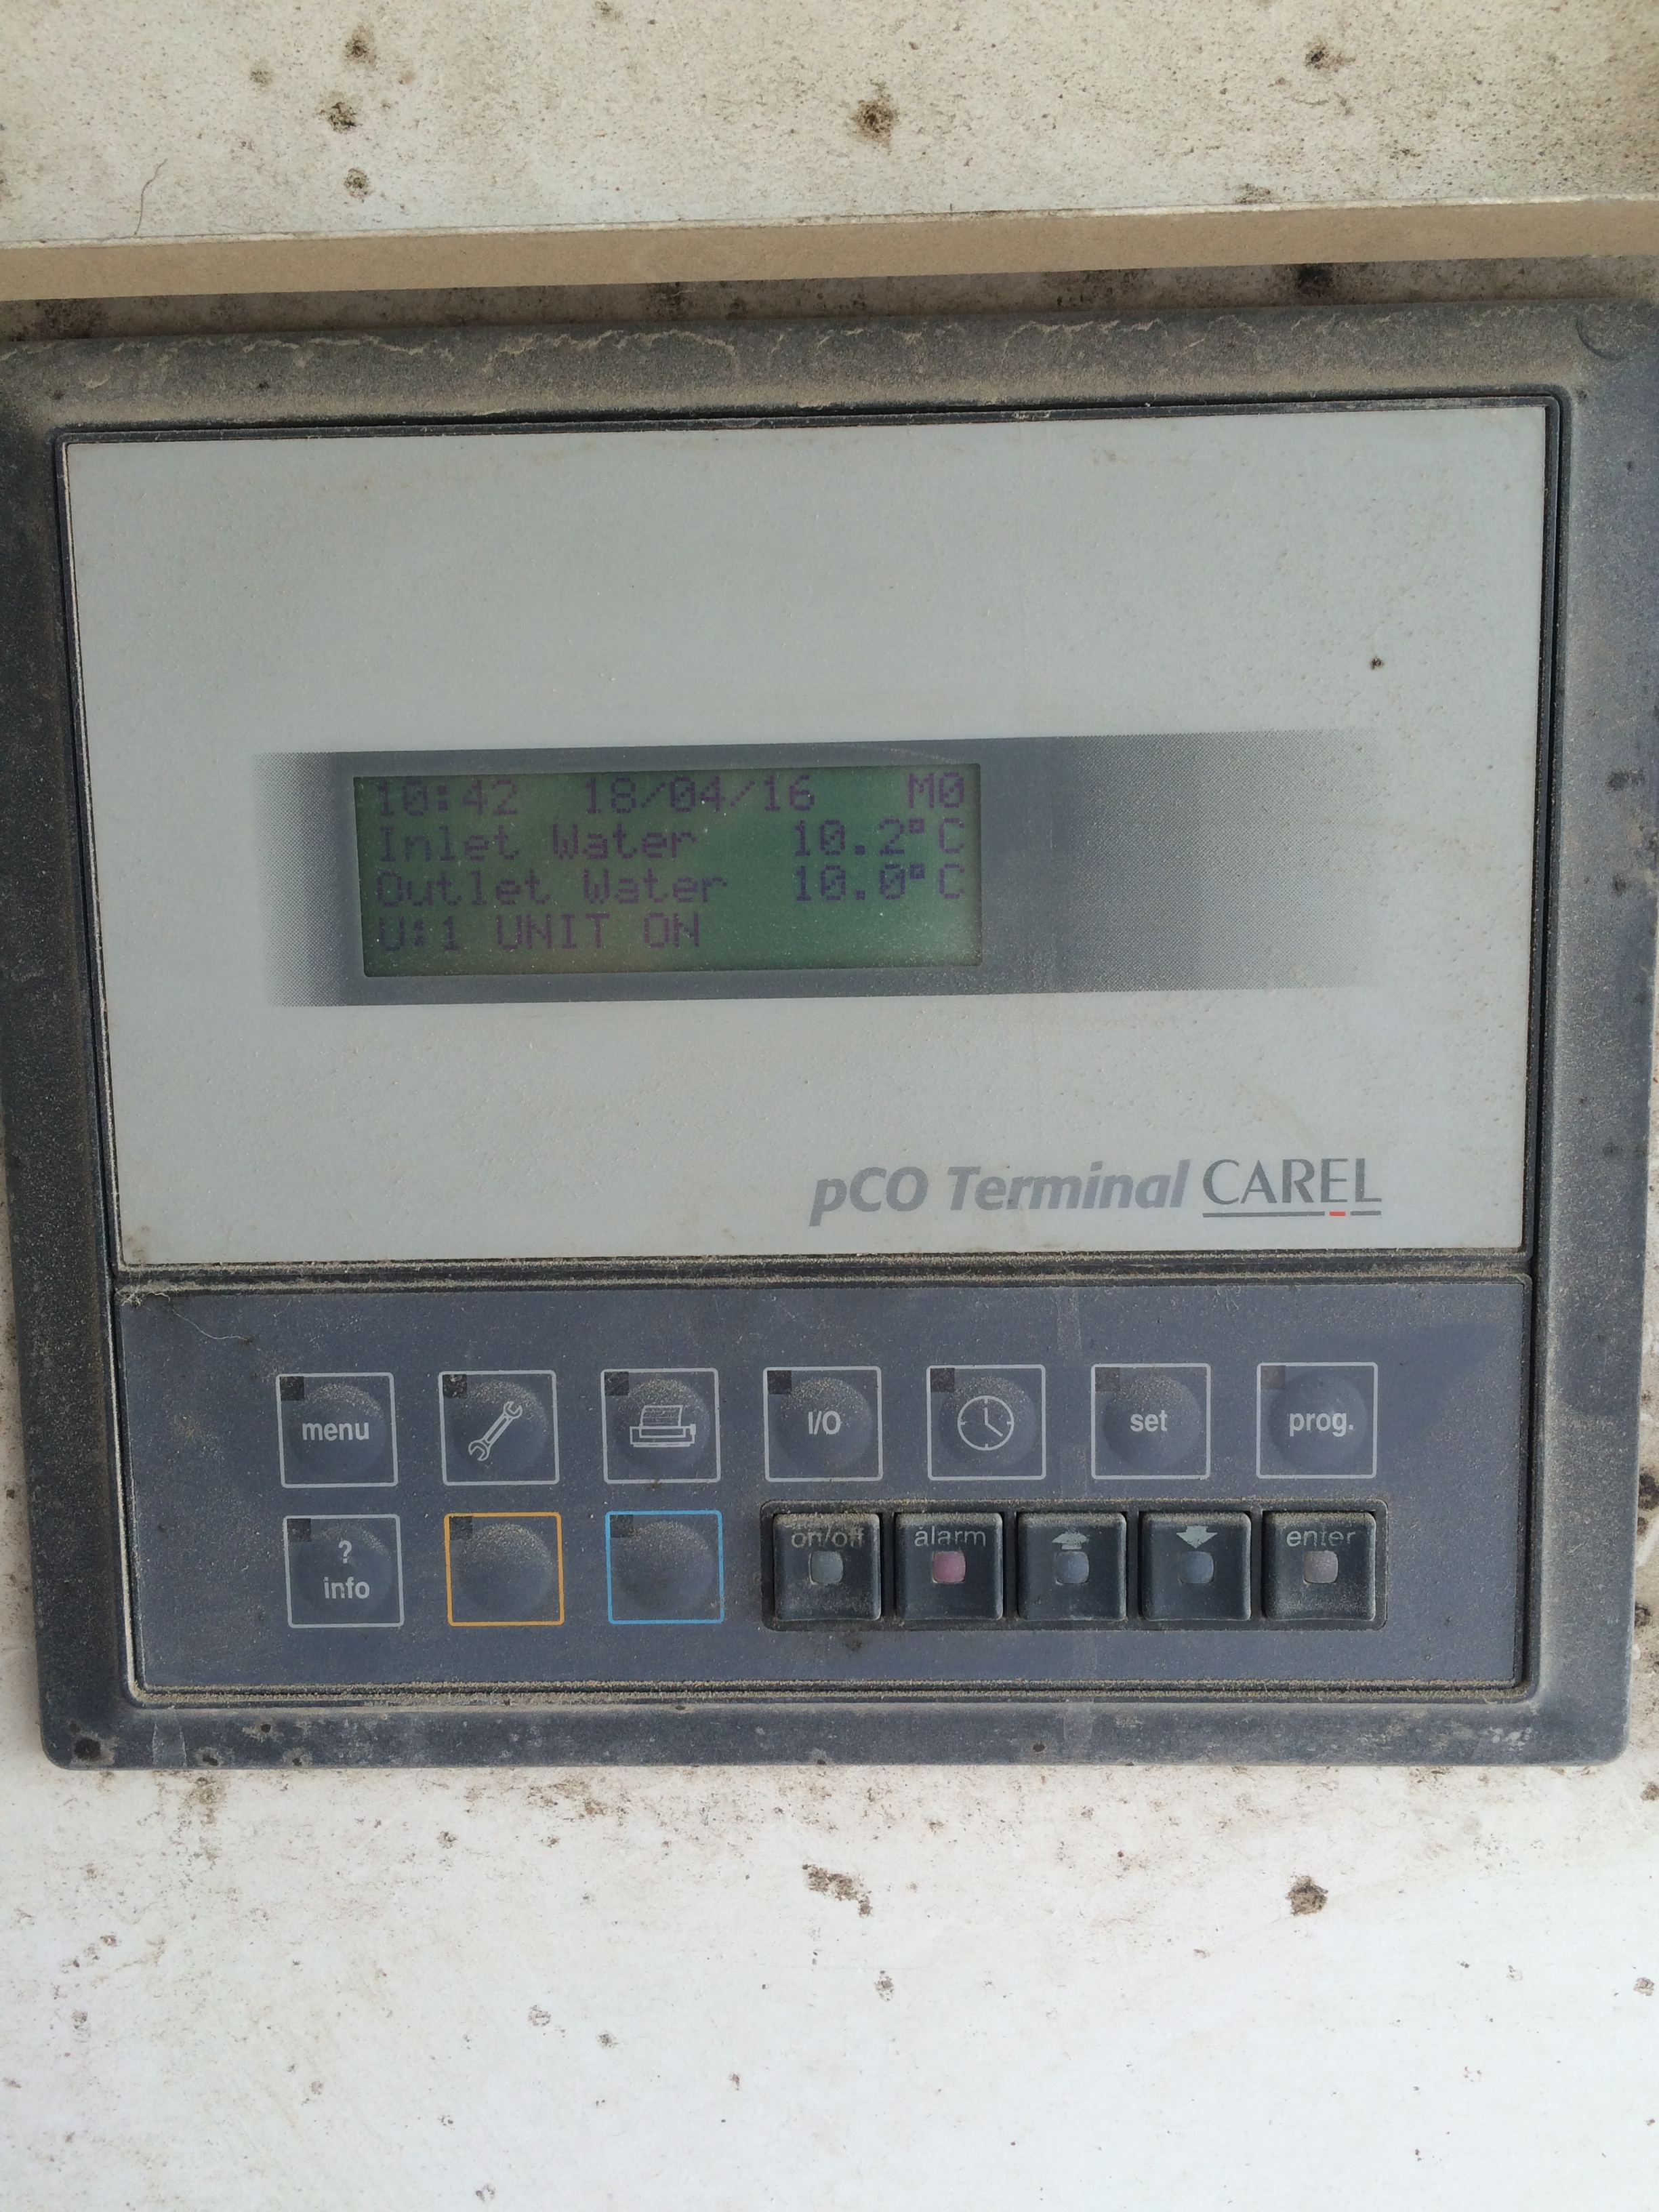 10:42 18/04/16 M0
Inlet Water 10.2°C
Outlet Water 10.0°C
U:1 UNIT ON
pCO Terminal CAREL
menu I/O set prog.
? info on/off alarm enter